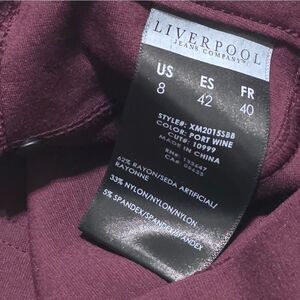 LIVERPOOL
JEANS COMPANY
US ES FR
8 42 40
STYLE#: XM2015SBB
COLOR: PORT WINE
CUT#: 10999
MADE IN CHINA
62% RAYON/SEDA ARTIFICIAL/
RAYONNE
33% NYLON/NYLON/NYLON
5% SPANDEX/SPANDEX/SPANDEX